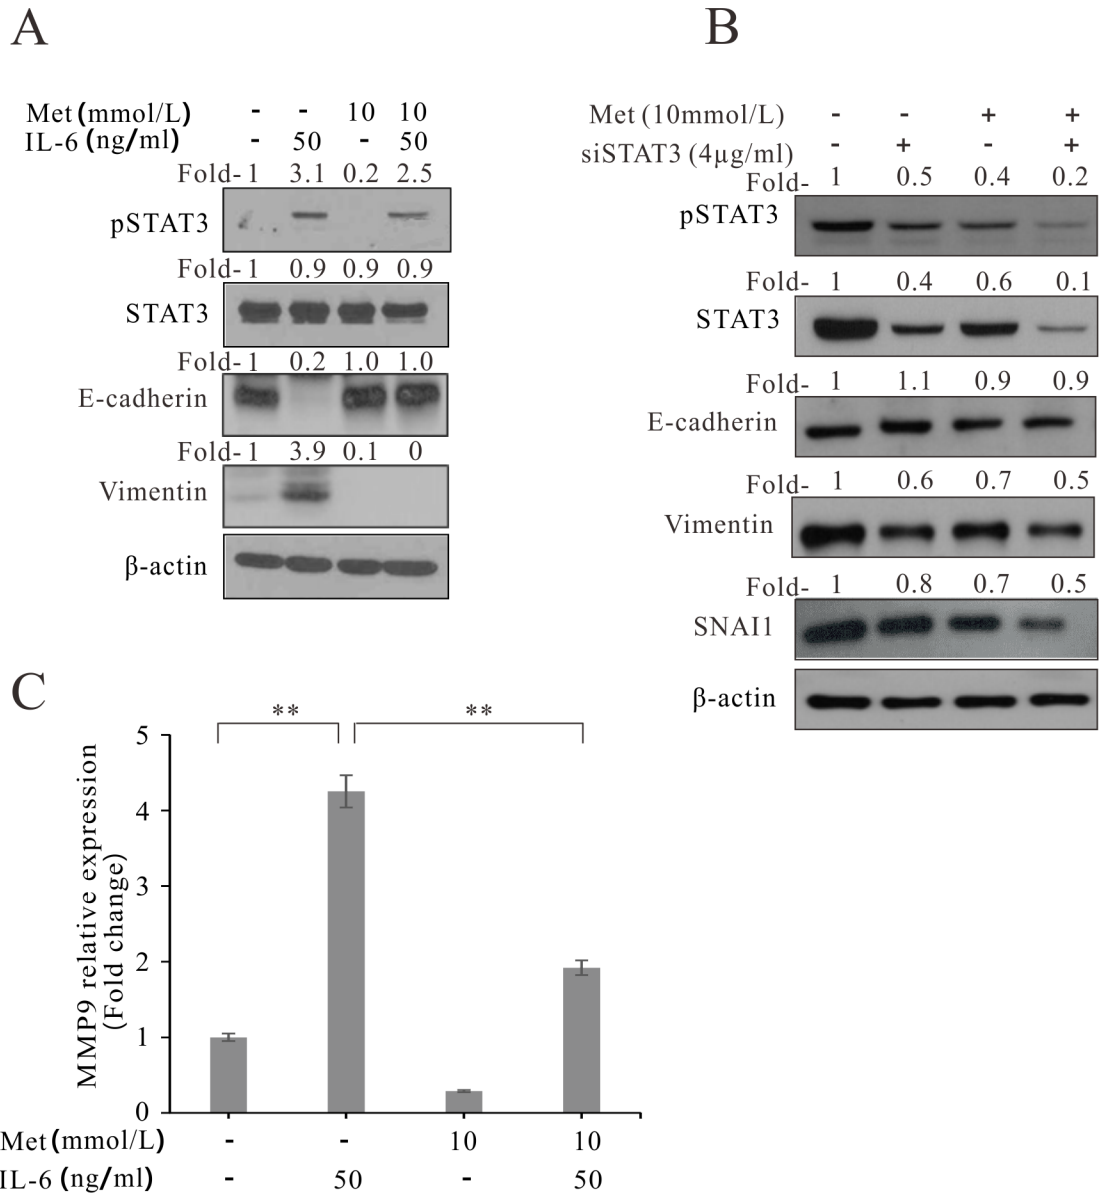 A
Met (mmol/L) - - 10 10
IL-6 (ng/ml) - 50 - 50
Fold- 1 3.1 0.2 2.5
pSTAT3
Fold- 1 0.9 0.9 0.9
STAT3
Fold- 1 0.2 1.0 1.0
E-cadherin
Fold- 1 3.9 0.1 0
Vimentin
β-actin
B
Met (10mmol/L) - - + +
siSTAT3 (4μg/ml) - + - +
Fold- 1 0.5 0.4 0.2
pSTAT3
Fold- 1 0.4 0.6 0.1
STAT3
Fold- 1 1.1 0.9 0.9
E-cadherin
Fold- 1 0.6 0.7 0.5
Vimentin
Fold- 1 0.8 0.7 0.5
SNAI1
β-actin
C
MMP9 relative expression
(Fold change)
** **
5
4
3
2
1
0
Met (mmol/L) - - 10 10
IL-6 (ng/ml) - 50 - 50